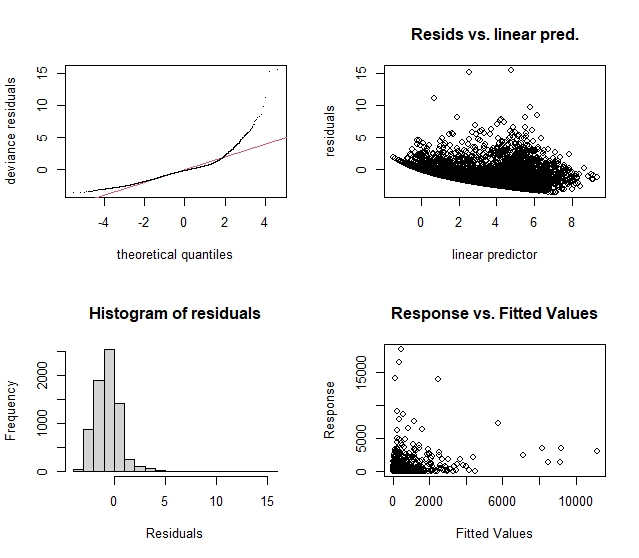 deviance residuals
15
10
5
0
-4
-2
0
2
4
theoretical quantiles
Resids vs. linear pred.
residuals
15
10
5
0
0
2
4
6
8
linear predictor
Histogram of residuals
Frequency
2000
1000
0
0
5
10
15
Residuals
Response vs. Fitted Values
Response
15000
5000
0
0
2000
6000
10000
Fitted Values